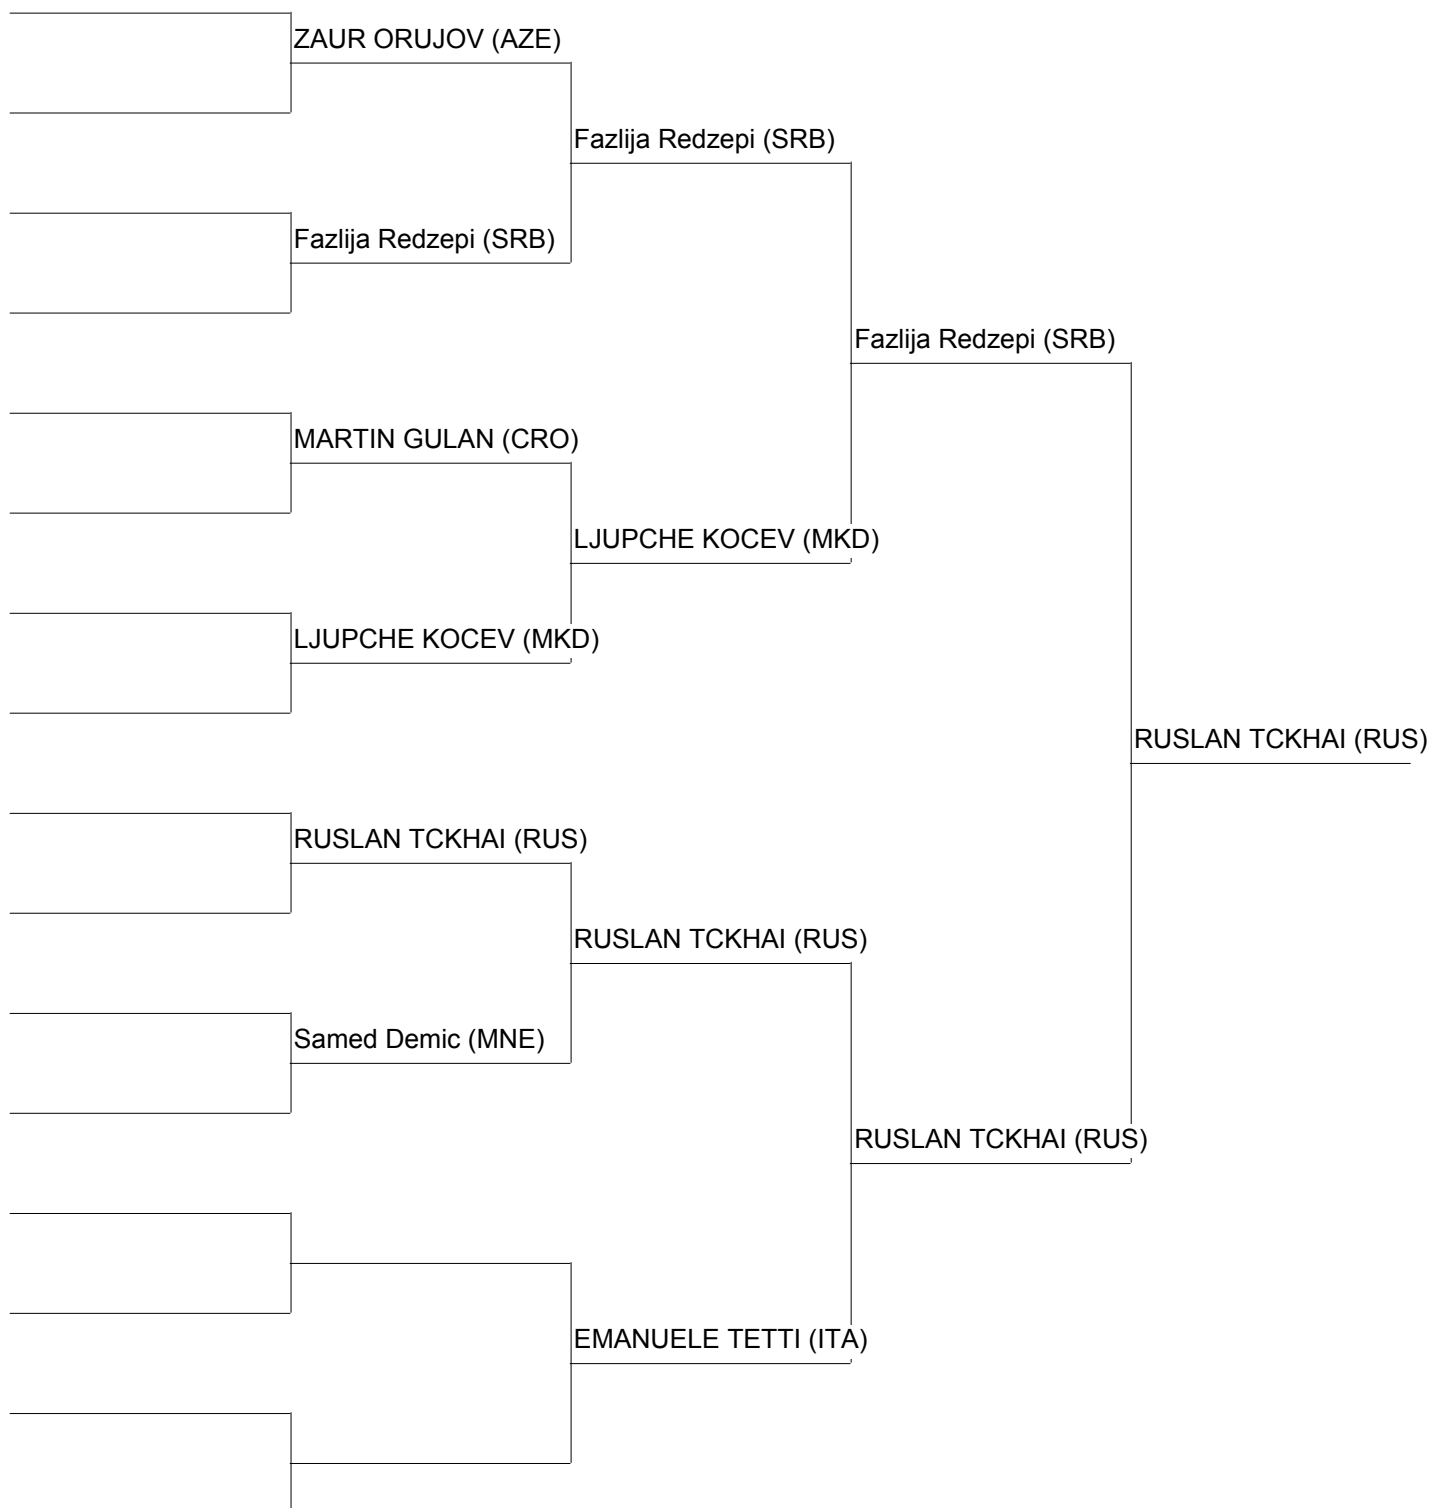 ZAUR ORUJOV (AZE)
Fazlija Redzepi (SRB)
Fazlija Redzepi (SRB)
Fazlija Redzepi (SRB)
MARTIN GULAN (CRO)
LJUPCHE KOCEV (MKD)
LJUPCHE KOCEV (MKD)
RUSLAN TCKHAI (RUS)
RUSLAN TCKHAI (RUS)
RUSLAN TCKHAI (RUS)
Samed Demic (MNE)
RUSLAN TCKHAI (RUS)
EMANUELE TETTI (ITA)